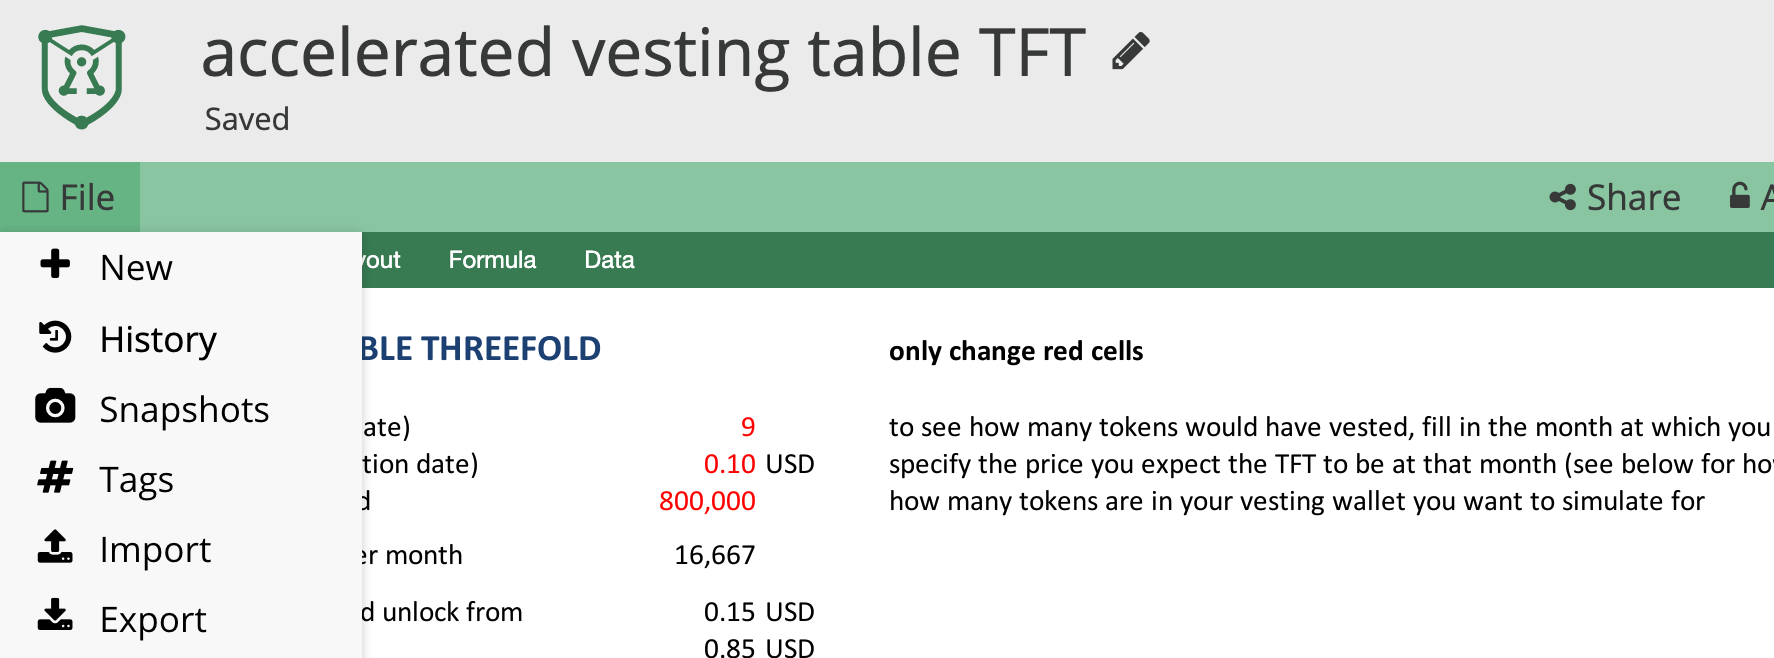 accelerated vesting table TFT
Saved
File
Share
New
History
Snapshots
Tags
Import
Export
yout Formula Data
BLE THREEFOLD
only change red cells
ate) 9 to see how many tokens would have vested, fill in the month at which you
tion date) 0.10 USD specify the price you expect the TFT to be at that month (see below for how
d 800,000 how many tokens are in your vesting wallet you want to simulate for
er month 16,667
d unlock from 0.15 USD
0.85 USD